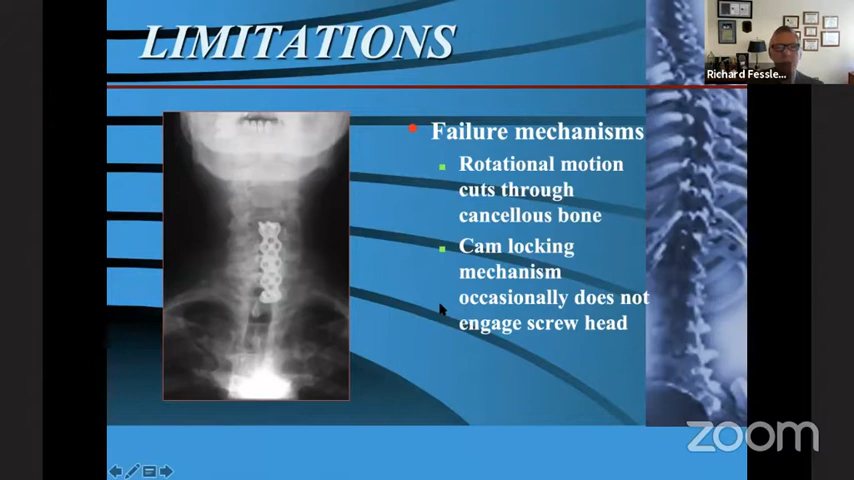 LIMITATIONS
Richard Fessle...
Failure mechanisms
Rotational motion
cuts through
cancellous bone
Cam locking
mechanism
occasionally does not
engage screw head
zoom